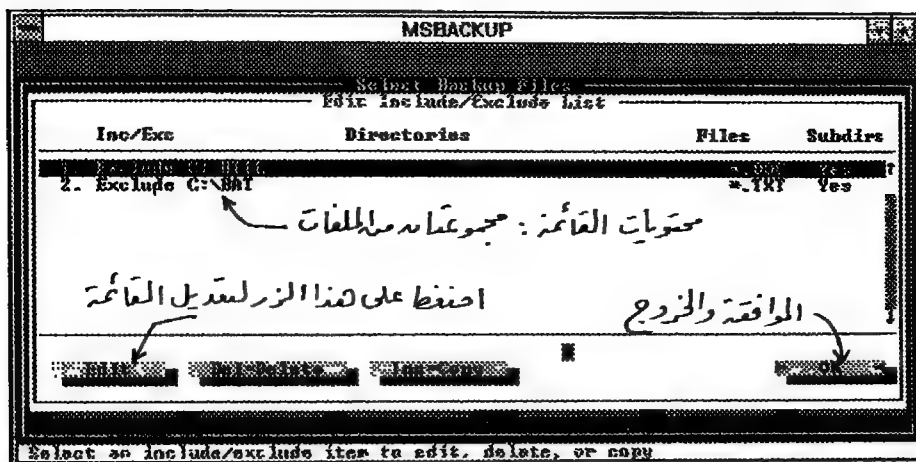 MSBACKUP
Select Backup Files
Edit Include/Exclude List
Inc/Exc Directories Files Subdirs
2. Exclude C:\BAT *.TXT Yes
محتويات القائمة : مجموعتان من الملفات
اضغط على هذا الزر لتعديل القائمة
الموافقة والخروج
Edit Del=Delete Ins=Copy OK
Select an include/exclude item to edit, delete, or copy